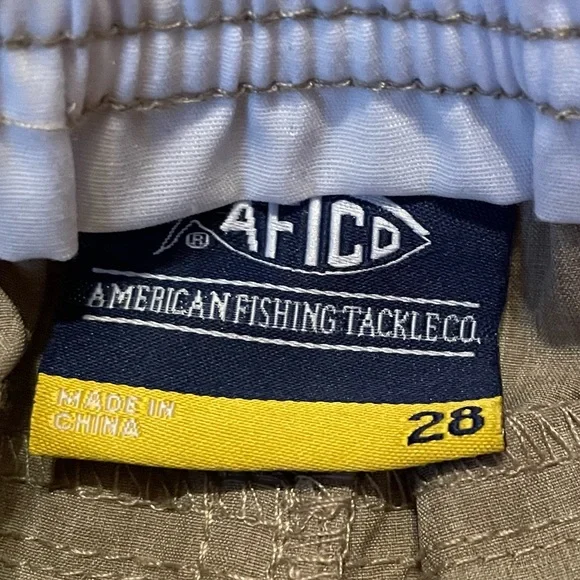 AFTCO
®
AMERICAN FISHING TACKLE CO.
MADE IN
CHINA
28